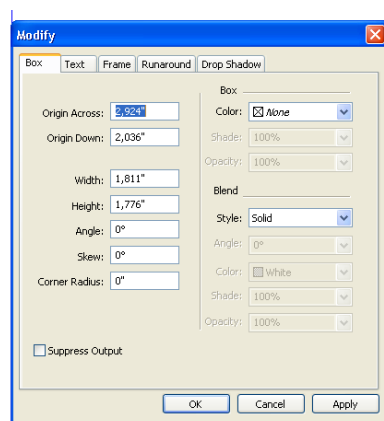 Modify
Box Text Frame Runaround Drop Shadow
Origin Across: 2,924"
Origin Down: 2,036"
Width: 1,811"
Height: 1,776"
Angle: 0°
Skew: 0°
Corner Radius: 0"
Suppress Output
Box
Color: None
Shade: 100%
Opacity: 100%
Blend
Style: Solid
Angle: 0°
Color: White
Shade: 100%
Opacity: 100%
OK Cancel Apply